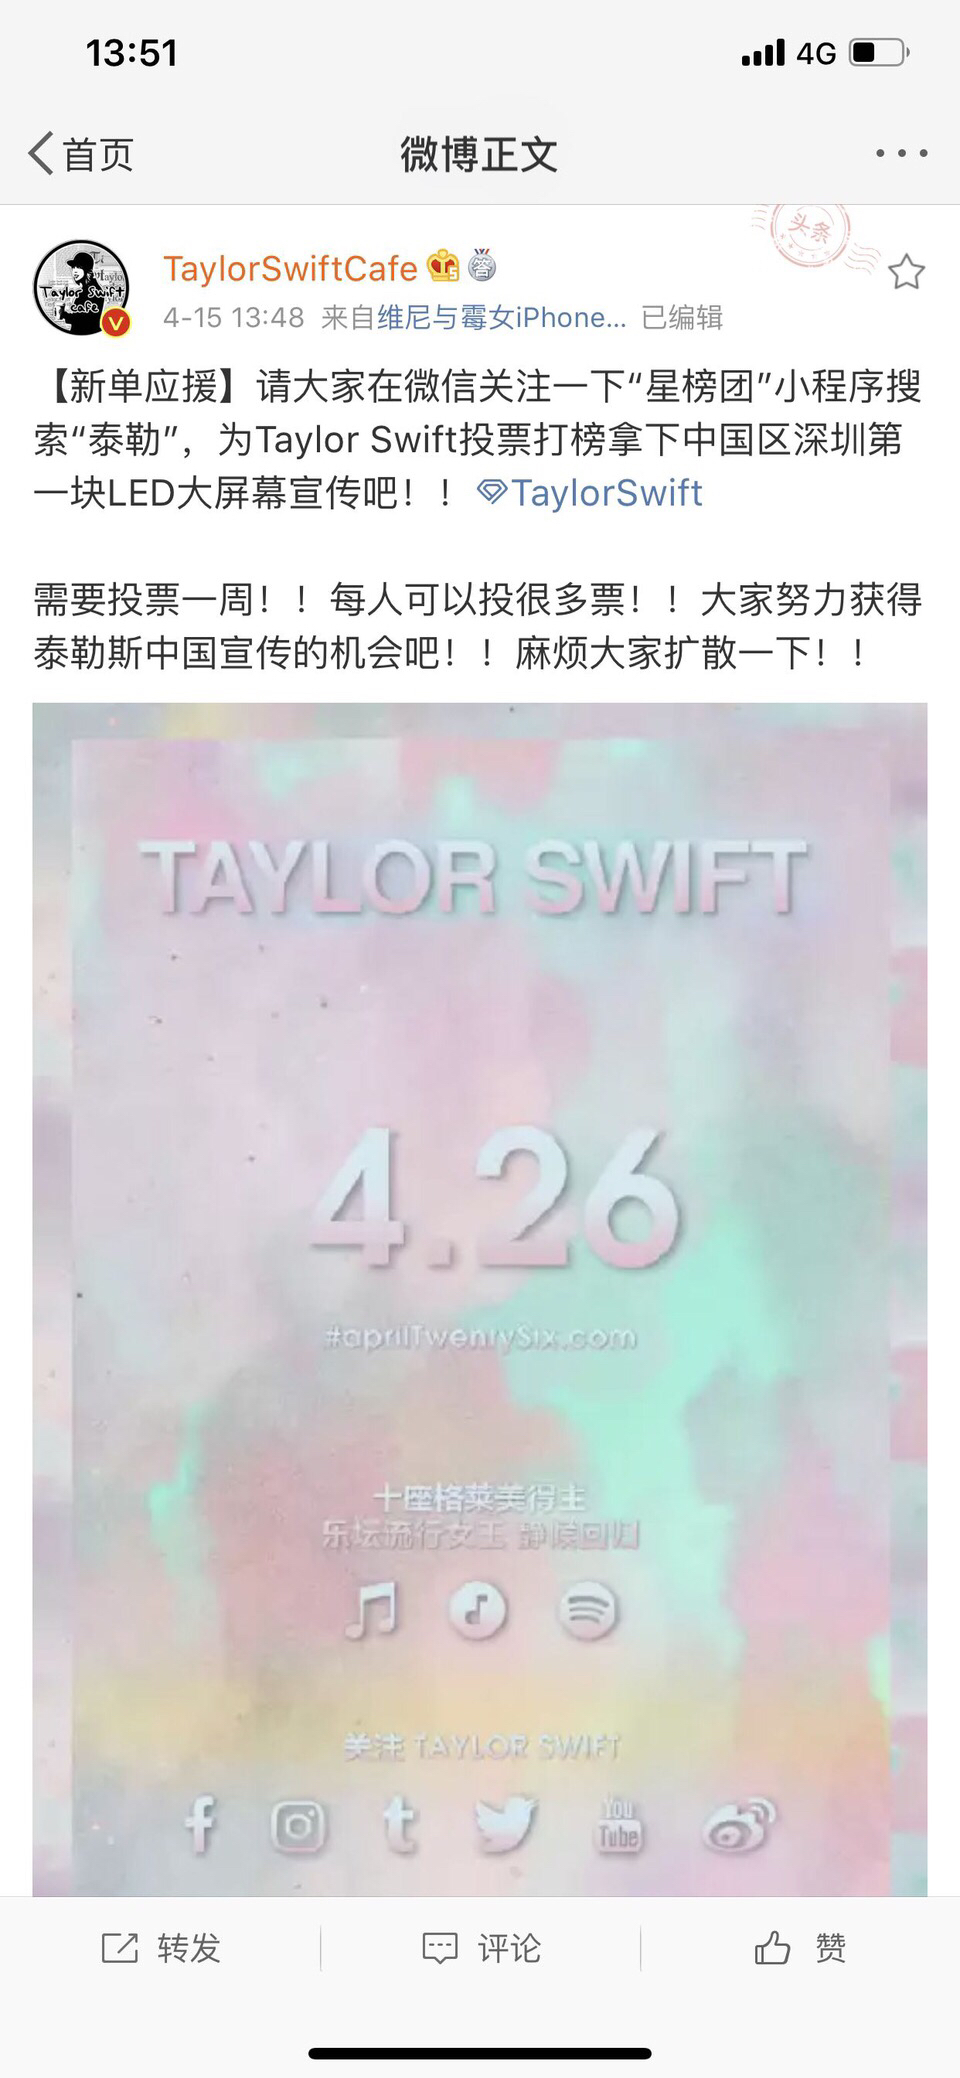 13:51
4G
首页
微博正文
头条
TaylorSwiftCafe
答
Taylor Swift
cafe
V
4-15 13:48 来自维尼与霉女iPhone... 已编辑
【新单应援】请大家在微信关注一下“星榜团”小程序搜
索“泰勒”，为Taylor Swift投票打榜拿下中国区深圳第
一块LED大屏幕宣传吧！！TaylorSwift
需要投票一周！！每人可以投很多票！！大家努力获得
泰勒斯中国宣传的机会吧！！麻烦大家扩散一下！！
TAYLOR SWIFT
4.26
#aprilTwentySix.com
十座格莱美得主
乐坛流行女王 静候回归
关注 TAYLOR SWIFT
You
Tube
转发
评论
赞